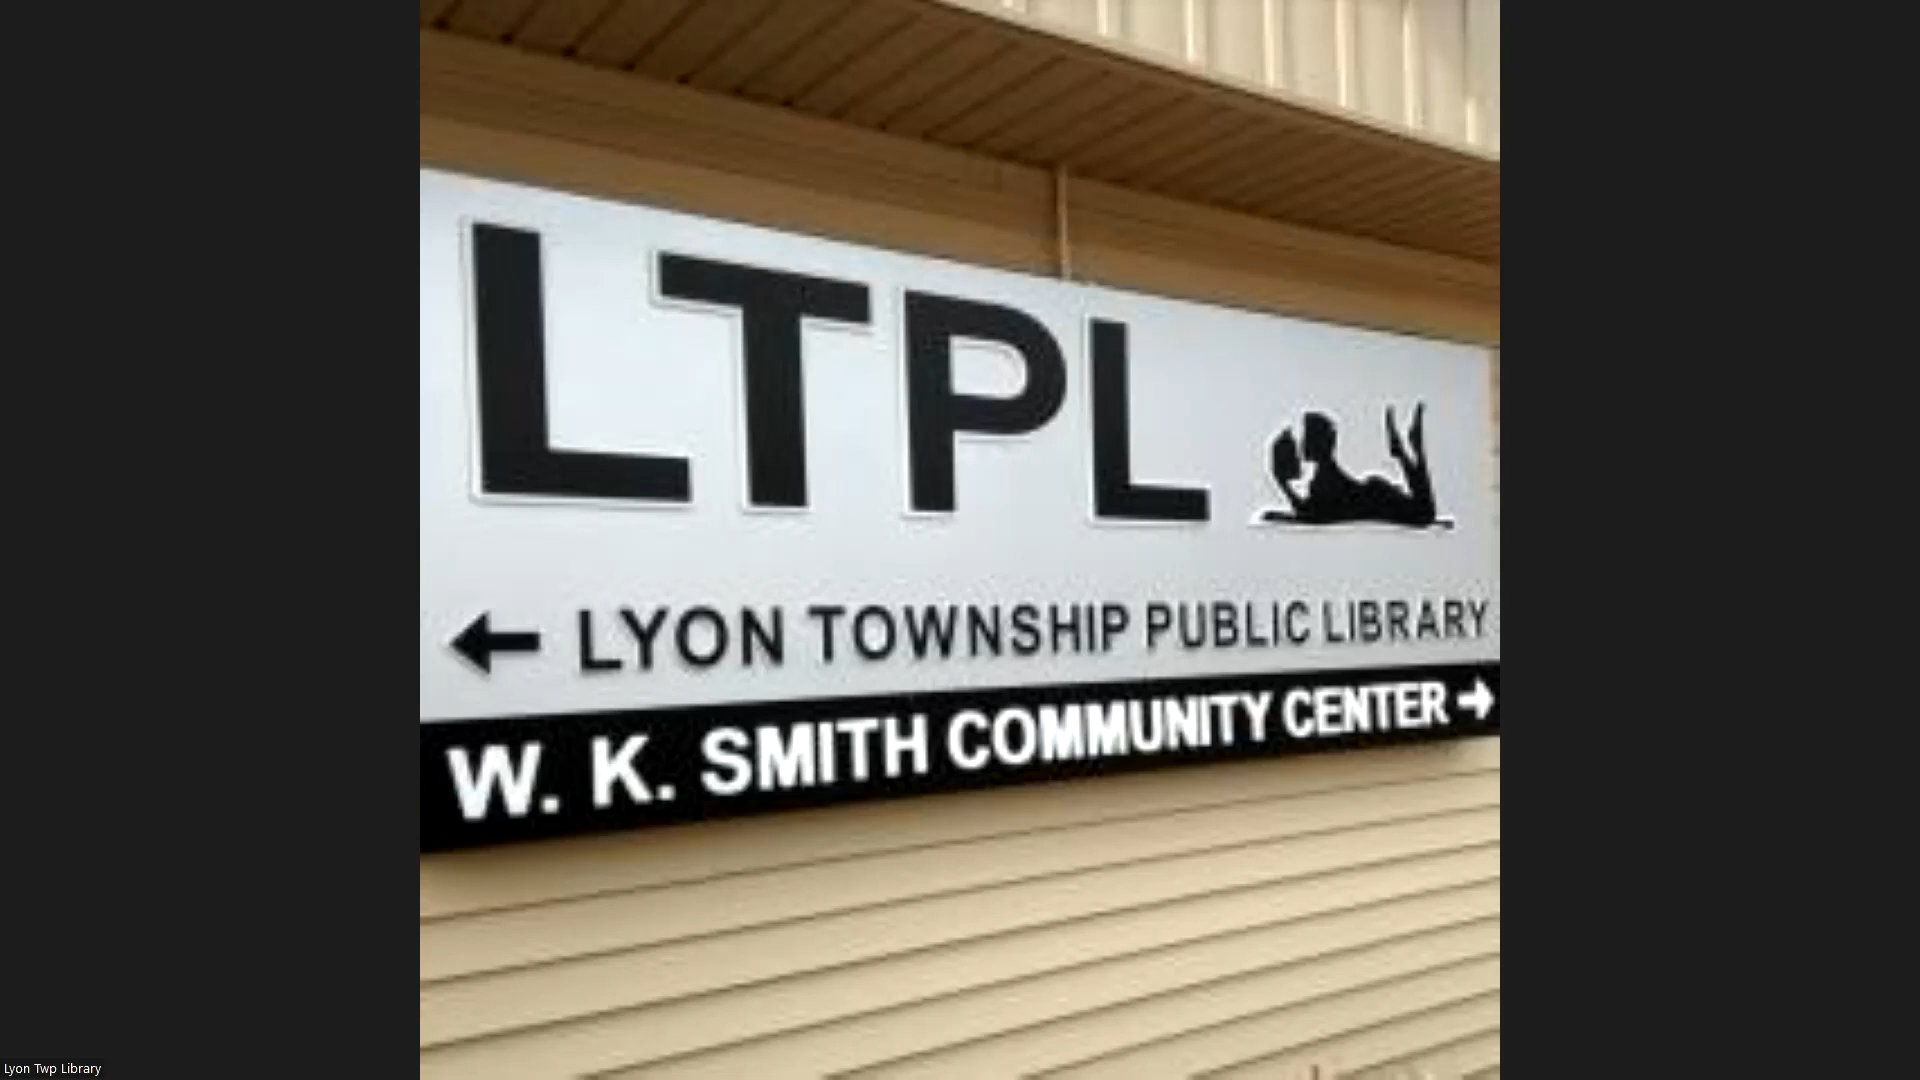 LTPL
← LYON TOWNSHIP PUBLIC LIBRARY
W. K. SMITH COMMUNITY CENTER →
Lyon Twp Library